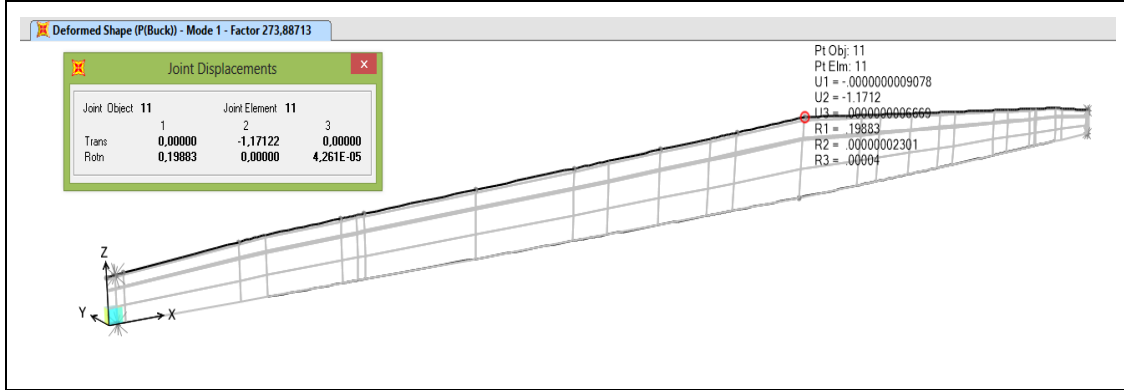 Deformed Shape (P(Buck)) - Mode 1 - Factor 273,88713
Joint Displacements
x
Joint Object 11 Joint Element 11
1 2 3
Trans 0,00000 -1,17122 0,00000
Rotn 0,19883 0,00000 4,261E-05
Pt Obj: 11
Pt Elm: 11
U1 = -.0000000009078
U2 = -1.1712
U3 = .0000000006669
R1 = .19883
R2 = .00000002301
R3 = .00004
Z
Y
X